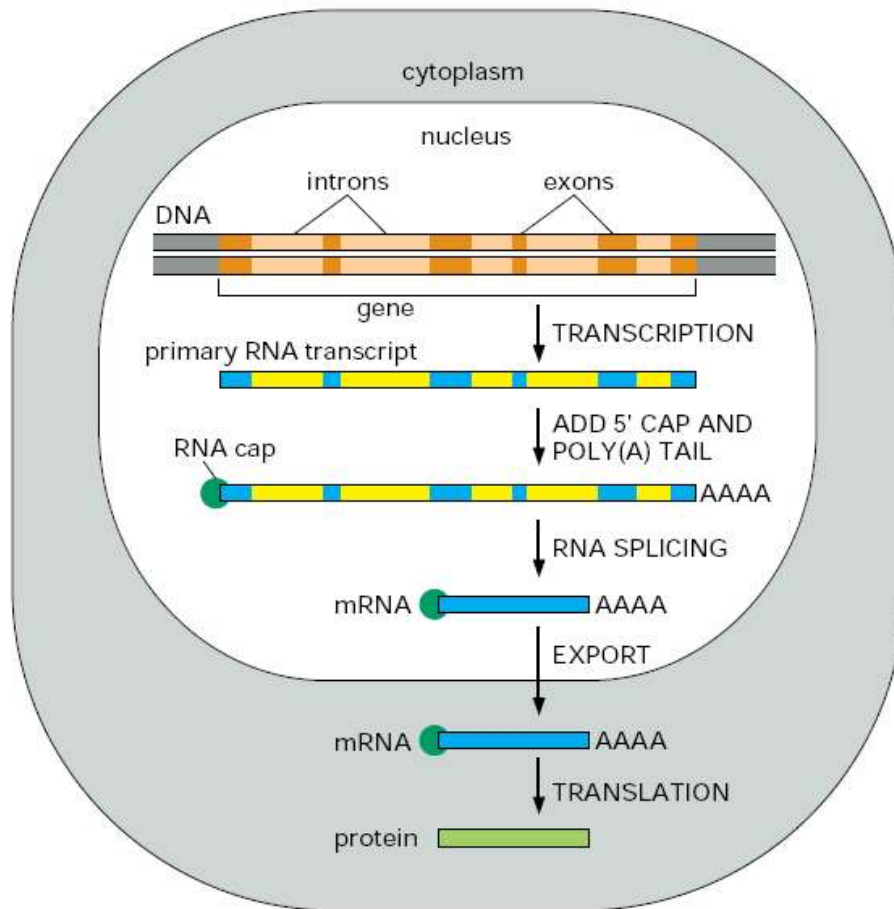 cytoplasm
nucleus
introns
exons
DNA
gene
TRANSCRIPTION
primary RNA transcript
ADD 5' CAP AND
POLY(A) TAIL
RNA cap
AAAA
RNA SPLICING
mRNA
AAAA
EXPORT
mRNA
AAAA
TRANSLATION
protein